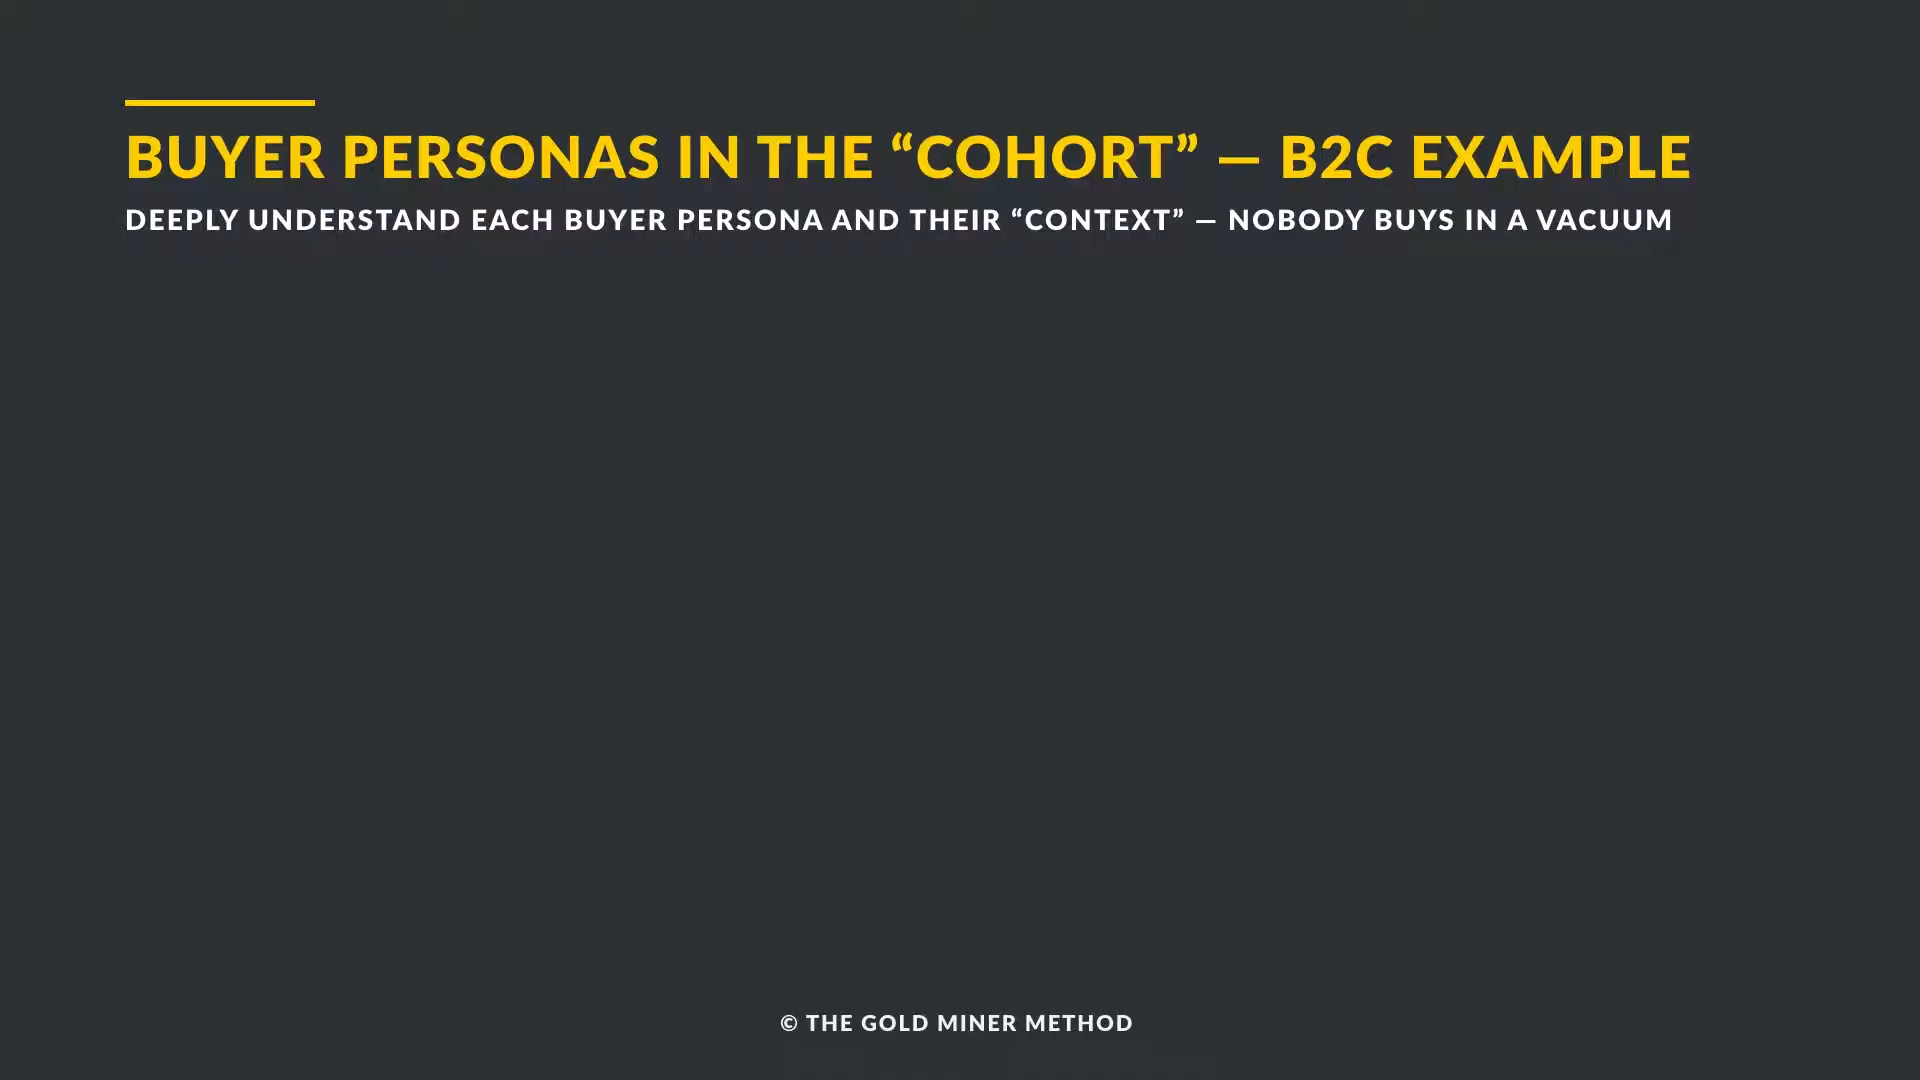 BUYER PERSONAS IN THE “COHORT” — B2C EXAMPLE
DEEPLY UNDERSTAND EACH BUYER PERSONA AND THEIR “CONTEXT” — NOBODY BUYS IN A VACUUM
© THE GOLD MINER METHOD